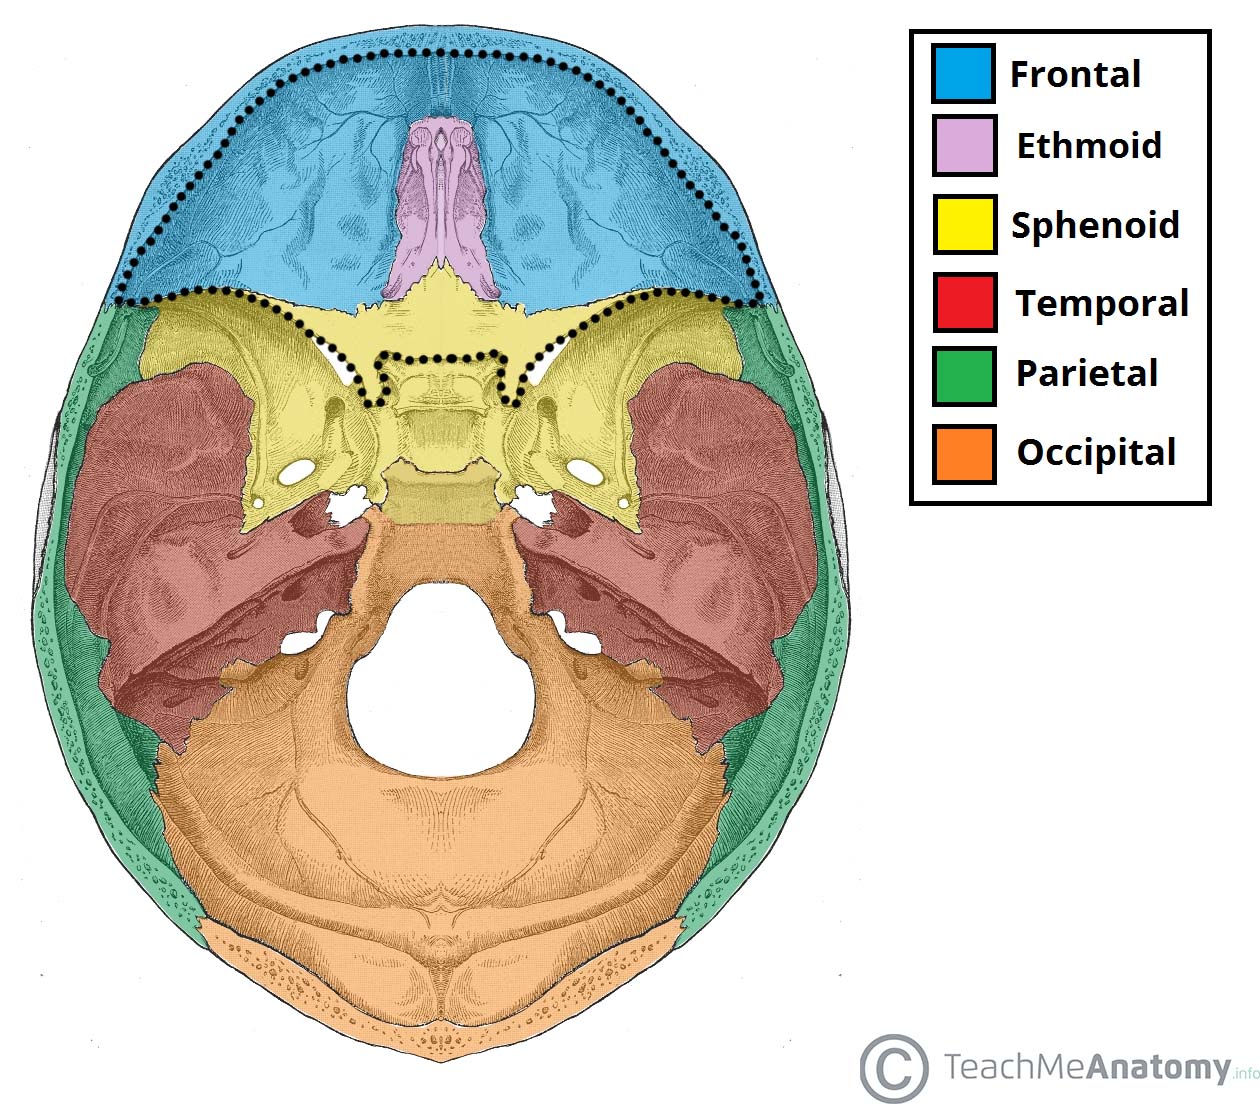 Frontal
Ethmoid
Sphenoid
Temporal
Parietal
Occipital
© TeachMeAnatomy.info